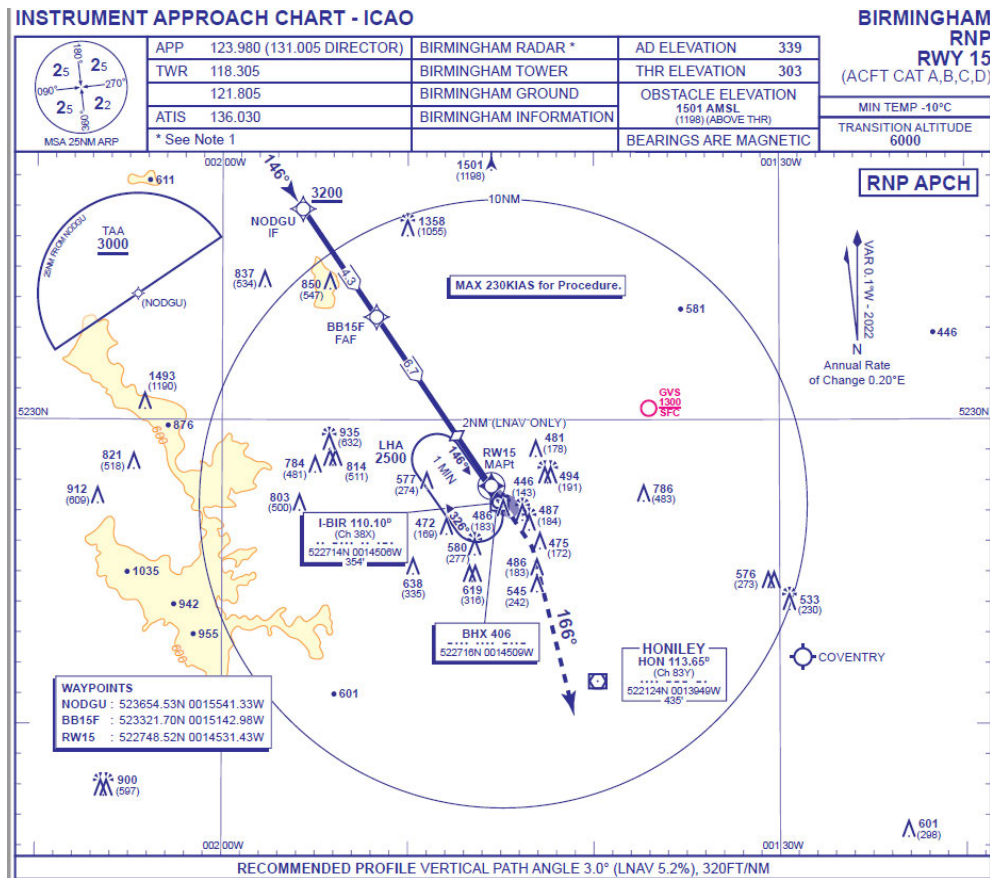 INSTRUMENT APPROACH CHART - ICAO
BIRMINGHAM
RNP
RWY 15
(ACFT CAT A,B,C,D)
MIN TEMP -10°C
TRANSITION ALTITUDE
6000
180°
25
25
090°
270°
25
22
360°
MSA 25NM ARP
APP 123.980 (131.005 DIRECTOR) BIRMINGHAM RADAR *
TWR 118.305 BIRMINGHAM TOWER
121.805 BIRMINGHAM GROUND
ATIS 136.030 BIRMINGHAM INFORMATION
* See Note 1
AD ELEVATION 339
THR ELEVATION 303
OBSTACLE ELEVATION
1501 AMSL
(1198) (ABOVE THR)
BEARINGS ARE MAGNETIC
002 00W
001 30W
RNP APCH
611
146°
3200
NODGU
IF
1501
(1198)
10NM
1358
(1055)
25NM FROM NODGU
TAA
3000
(NODGU)
837
(534)
850
(547)
4.3
MAX 230KIAS for Procedure.
581
VAR 0.1°W - 2022
N
Annual Rate
of Change 0.20°E
446
BB15F
FAF
6.7
1493
(1190)
GVS
1300
SFC
5230N
5230N
876
600
2NM (LNAV ONLY)
935
(632)
LHA
2500
146°
1 MIN
RW15
MAPt
481
(178)
821
(518)
784
(481)
814
(511)
577
(274)
446
(143)
494
(191)
912
(609)
803
(500)
786
(483)
I-BIR 110.10D
(Ch 38X)
522714N 0014506W
354'
472
(169)
326°
486
(183)
487
(184)
580
(277)
475
(172)
638
(335)
619
(316)
486
(183)
545
(242)
576
(273)
533
(230)
1035
942
955
600
166°
BHX 406
522716N 0014509W
HONILEY
HON 113.65D
(Ch 83Y)
522124N 0013949W
435'
COVENTRY
601
WAYPOINTS
NODGU : 523654.53N 0015541.33W
BB15F : 523321.70N 0015142.98W
RW15 : 522748.52N 0014531.43W
900
(597)
601
(298)
002 00W
001 30W
RECOMMENDED PROFILE VERTICAL PATH ANGLE 3.0° (LNAV 5.2%), 320FT/NM